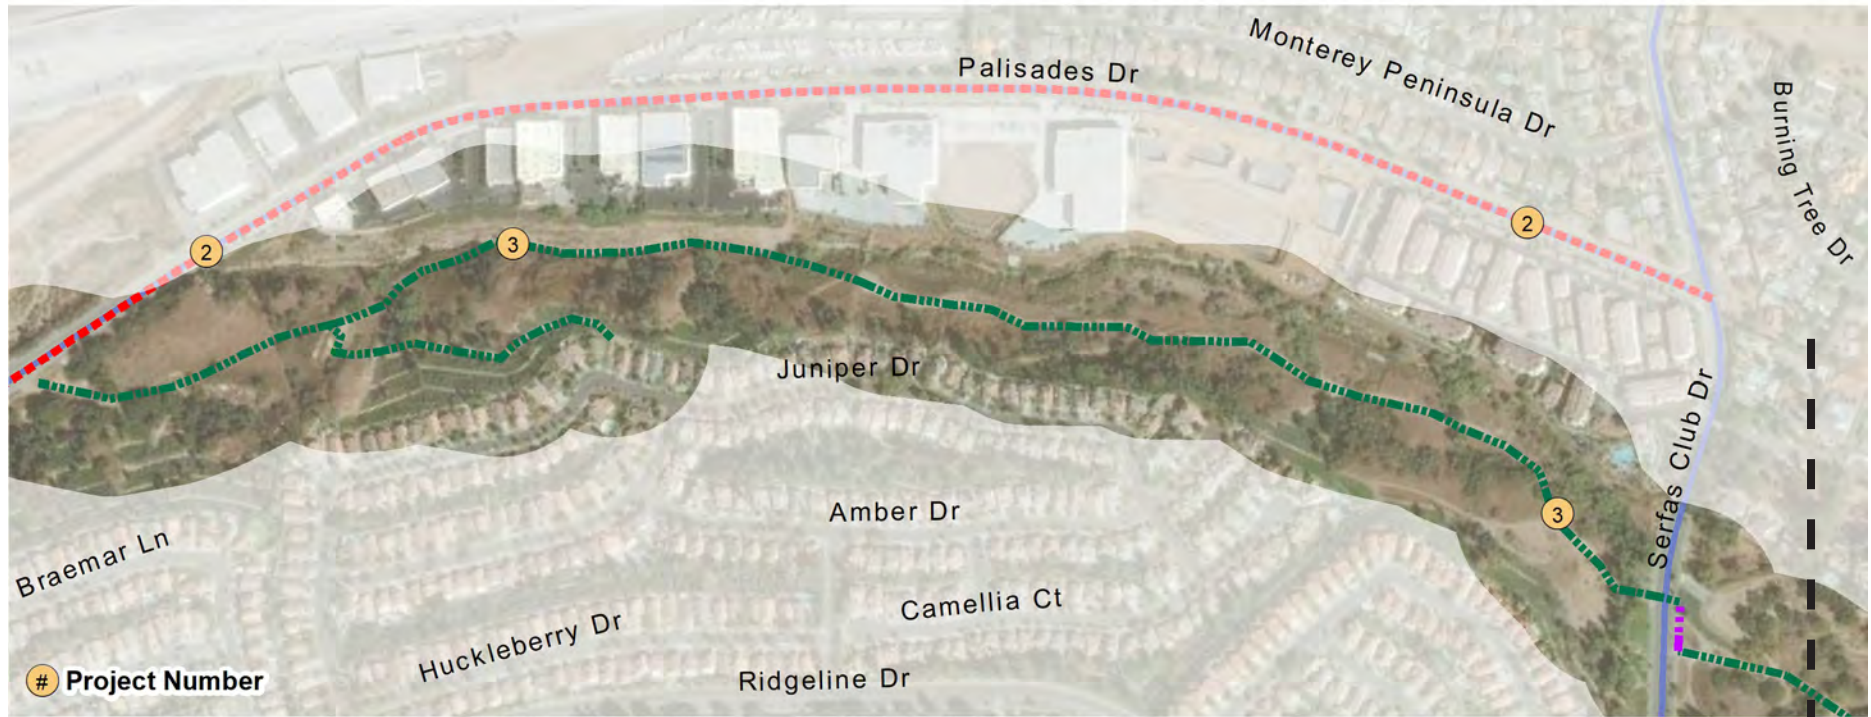 Monterey Peninsula Dr
Palisades Dr
Burning Tree Dr
2
2
3
Juniper Dr
Serfas Club Dr
3
Amber Dr
Braemar Ln
Camellia Ct
Huckleberry Dr
Ridgeline Dr
# Project Number